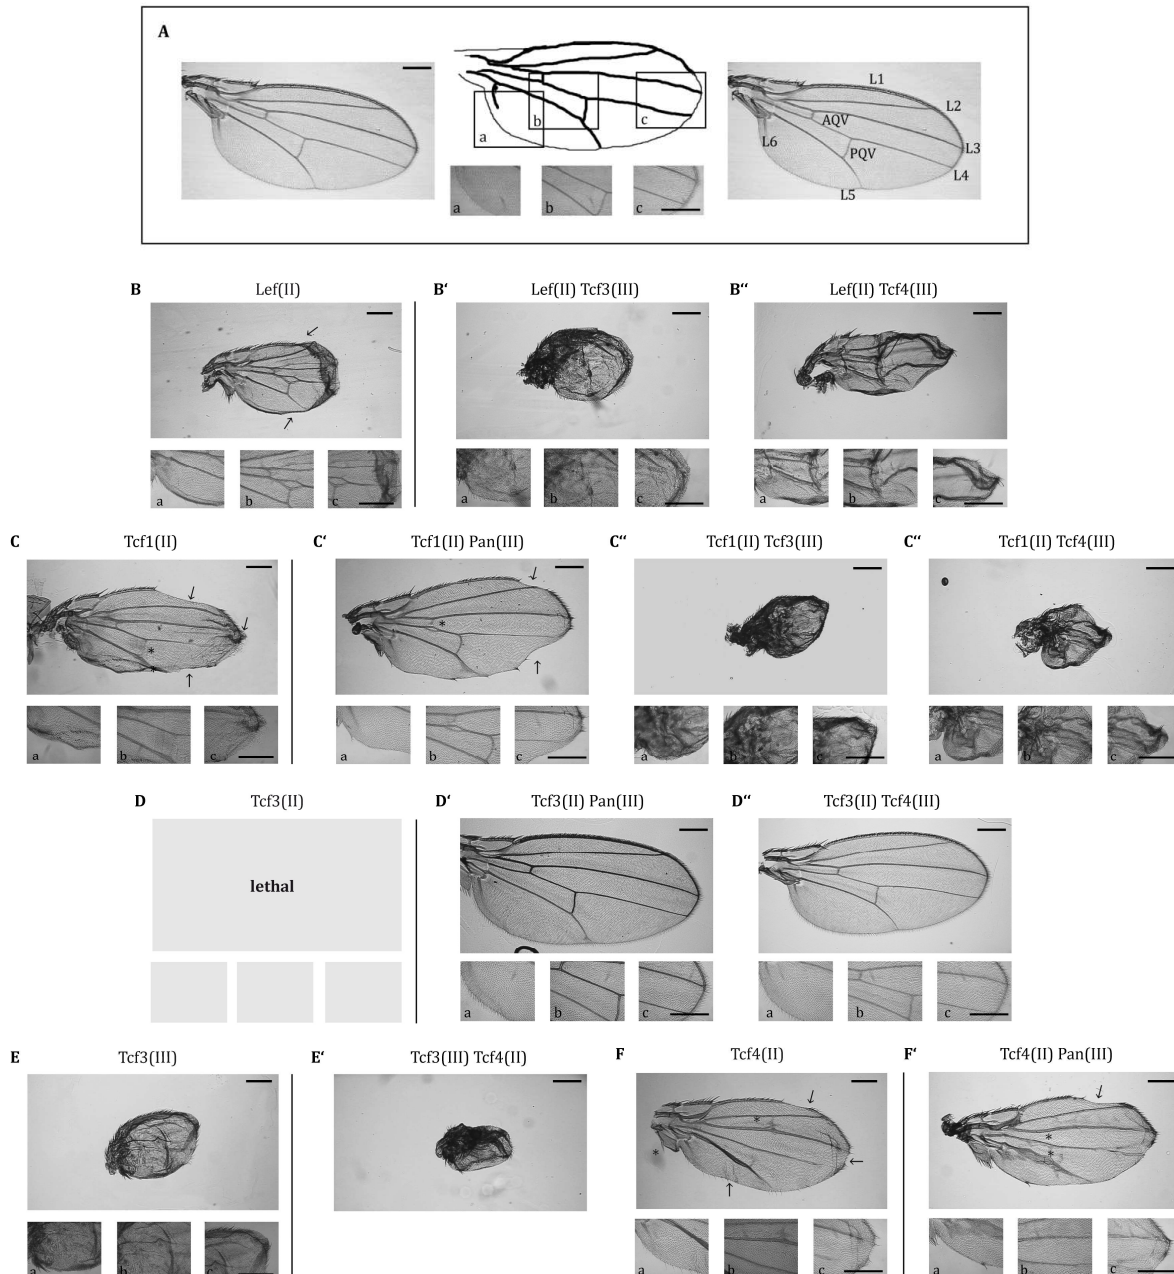 A
L1
L2
AQV
L3
L6
PQV
L4
L5
a
b
c
a
b
c
B Lef(II)
B‘ Lef(II) Tcf3(III)
B‘‘ Lef(II) Tcf4(III)
a b c
a b c
a b c
C Tcf1(II)
C‘ Tcf1(II) Pan(III)
C‘‘ Tcf1(II) Tcf3(III)
C‘‘ Tcf1(II) Tcf4(III)
* * *
*
a b c
a b c
a b c
a b c
D Tcf3(II)
D‘ Tcf3(II) Pan(III)
D‘‘ Tcf3(II) Tcf4(III)
lethal
a b c
a b c
E Tcf3(III)
E‘ Tcf3(III) Tcf4(II)
F Tcf4(II)
F‘ Tcf4(II) Pan(III)
* *
* *
a b c
a b c
a b c